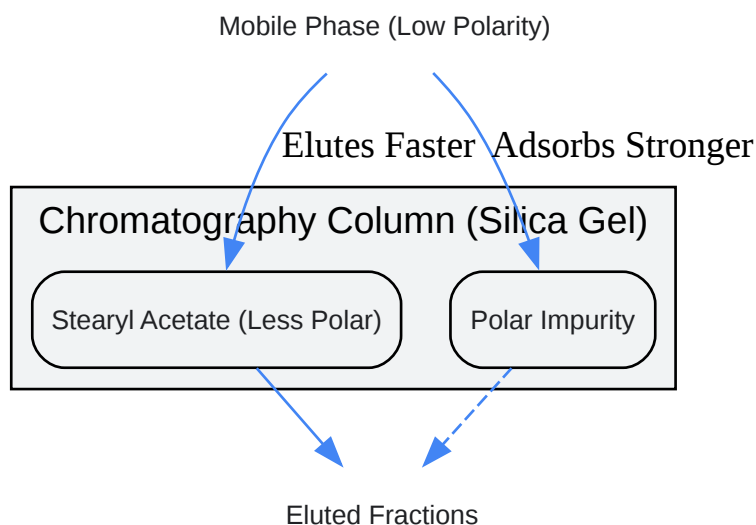 Mobile Phase (Low Polarity)
Elutes Faster
Adsorbs Stronger
Chromatography Column (Silica Gel)
Stearyl Acetate (Less Polar)
Polar Impurity
Eluted Fractions